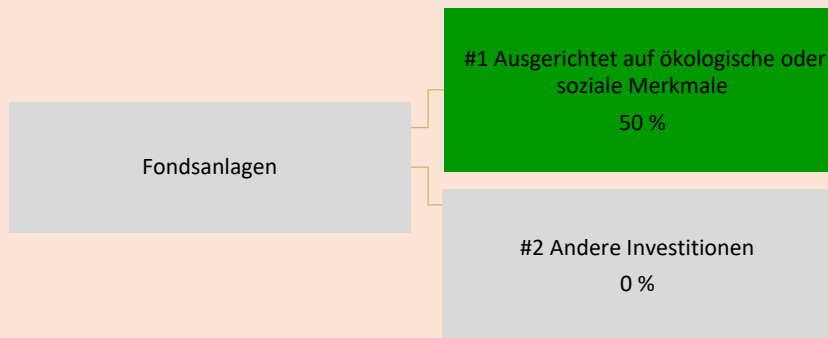 Fondsanlagen
#1 Ausgerichtet auf ökologische oder
soziale Merkmale
50 %
#2 Andere Investitionen
0 %